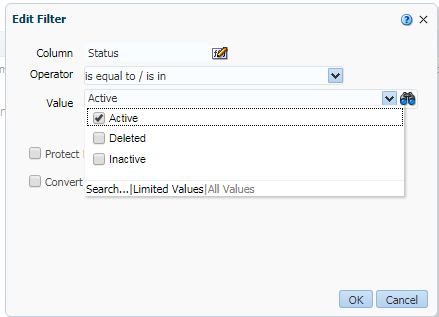 Edit Filter
Column Status
Operator is equal to / is in
Value Active
Active
Deleted
Inactive
Protect
Convert
Search...|Limited Values|All Values
OK Cancel